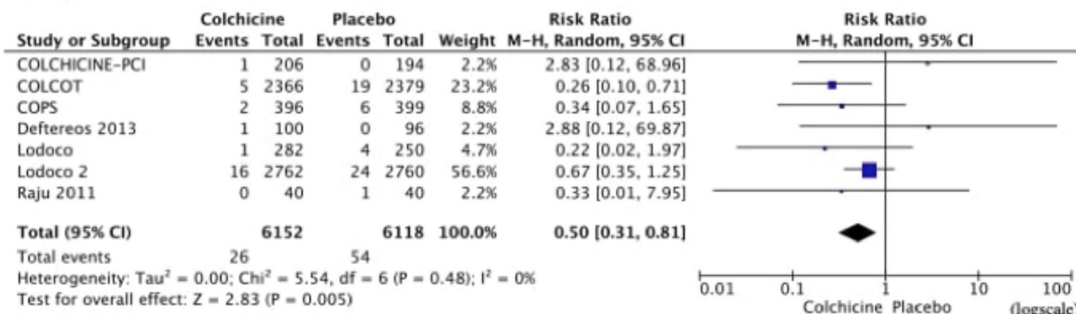 Colchicine Placebo Risk Ratio Risk Ratio
Study or Subgroup Events Total Events Total Weight M-H, Random, 95% CI M-H, Random, 95% CI
COLCHICINE-PCI 1 206 0 194 2.2% 2.83 [0.12, 68.96]
COLCOT 5 2366 19 2379 23.2% 0.26 [0.10, 0.71]
COPS 2 396 6 399 8.8% 0.34 [0.07, 1.65]
Deftereos 2013 1 100 0 96 2.2% 2.88 [0.12, 69.87]
Lodoco 1 282 4 250 4.7% 0.22 [0.02, 1.97]
Lodoco 2 16 2762 24 2760 56.6% 0.67 [0.35, 1.25]
Raju 2011 0 40 1 40 2.2% 0.33 [0.01, 7.95]
Total (95% CI) 6152 6118 100.0% 0.50 [0.31, 0.81]
Total events 26 54
Heterogeneity: Tau² = 0.00; Chi² = 5.54, df = 6 (P = 0.48); I² = 0%
Test for overall effect: Z = 2.83 (P = 0.005)
0.01 0.1 1 10 100
Colchicine Placebo (logscale)